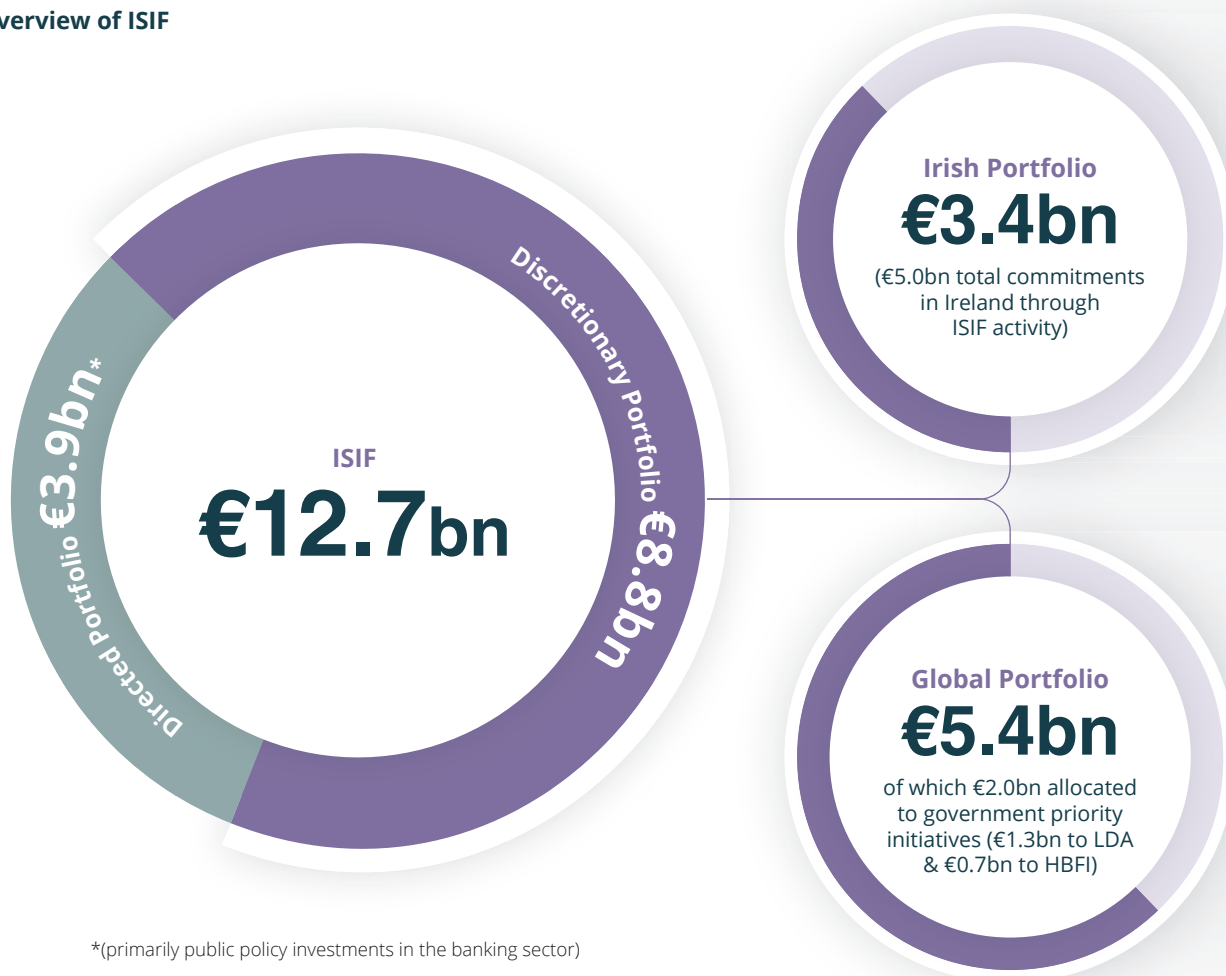 verview of ISIF
ISIF
€12.7bn
Directed Portfolio €3.9bn*
Discretionary Portfolio €8.8bn
Irish Portfolio
€3.4bn
(€5.0bn total commitments
in Ireland through
ISIF activity)
Global Portfolio
€5.4bn
of which €2.0bn allocated
to government priority
initiatives (€1.3bn to LDA
& €0.7bn to HBFI)
*(primarily public policy investments in the banking sector)